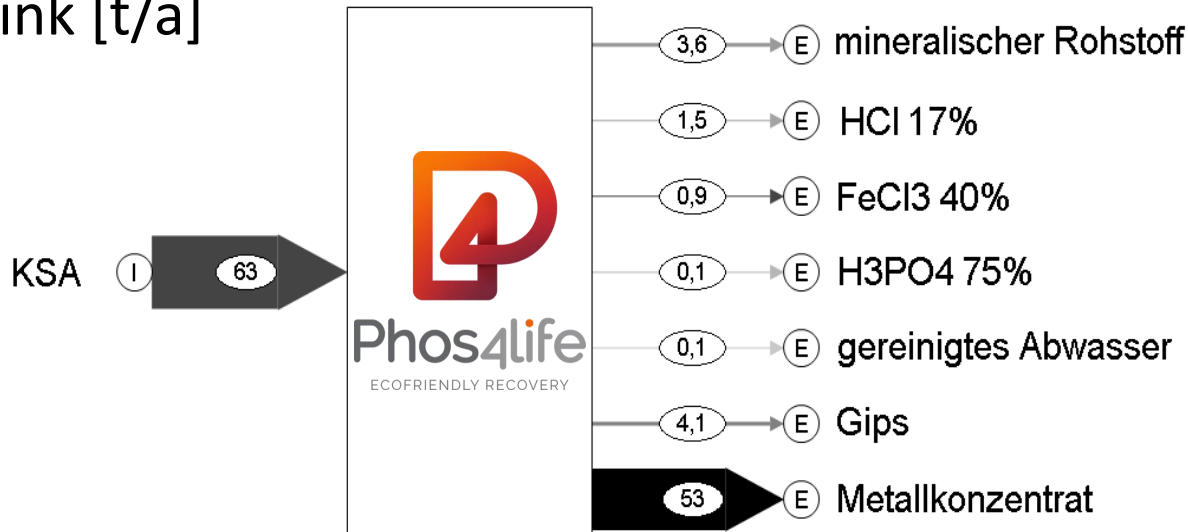 ink [t/a]
3,6 E mineralischer Rohstoff
1,5 E HCl 17%
0,9 E FeCl3 40%
KSA I 63
0,1 E H3PO4 75%
Phos4life
ECOFRIENDLY RECOVERY
0,1 E gereinigtes Abwasser
4,1 E Gips
53 E Metallkonzentrat